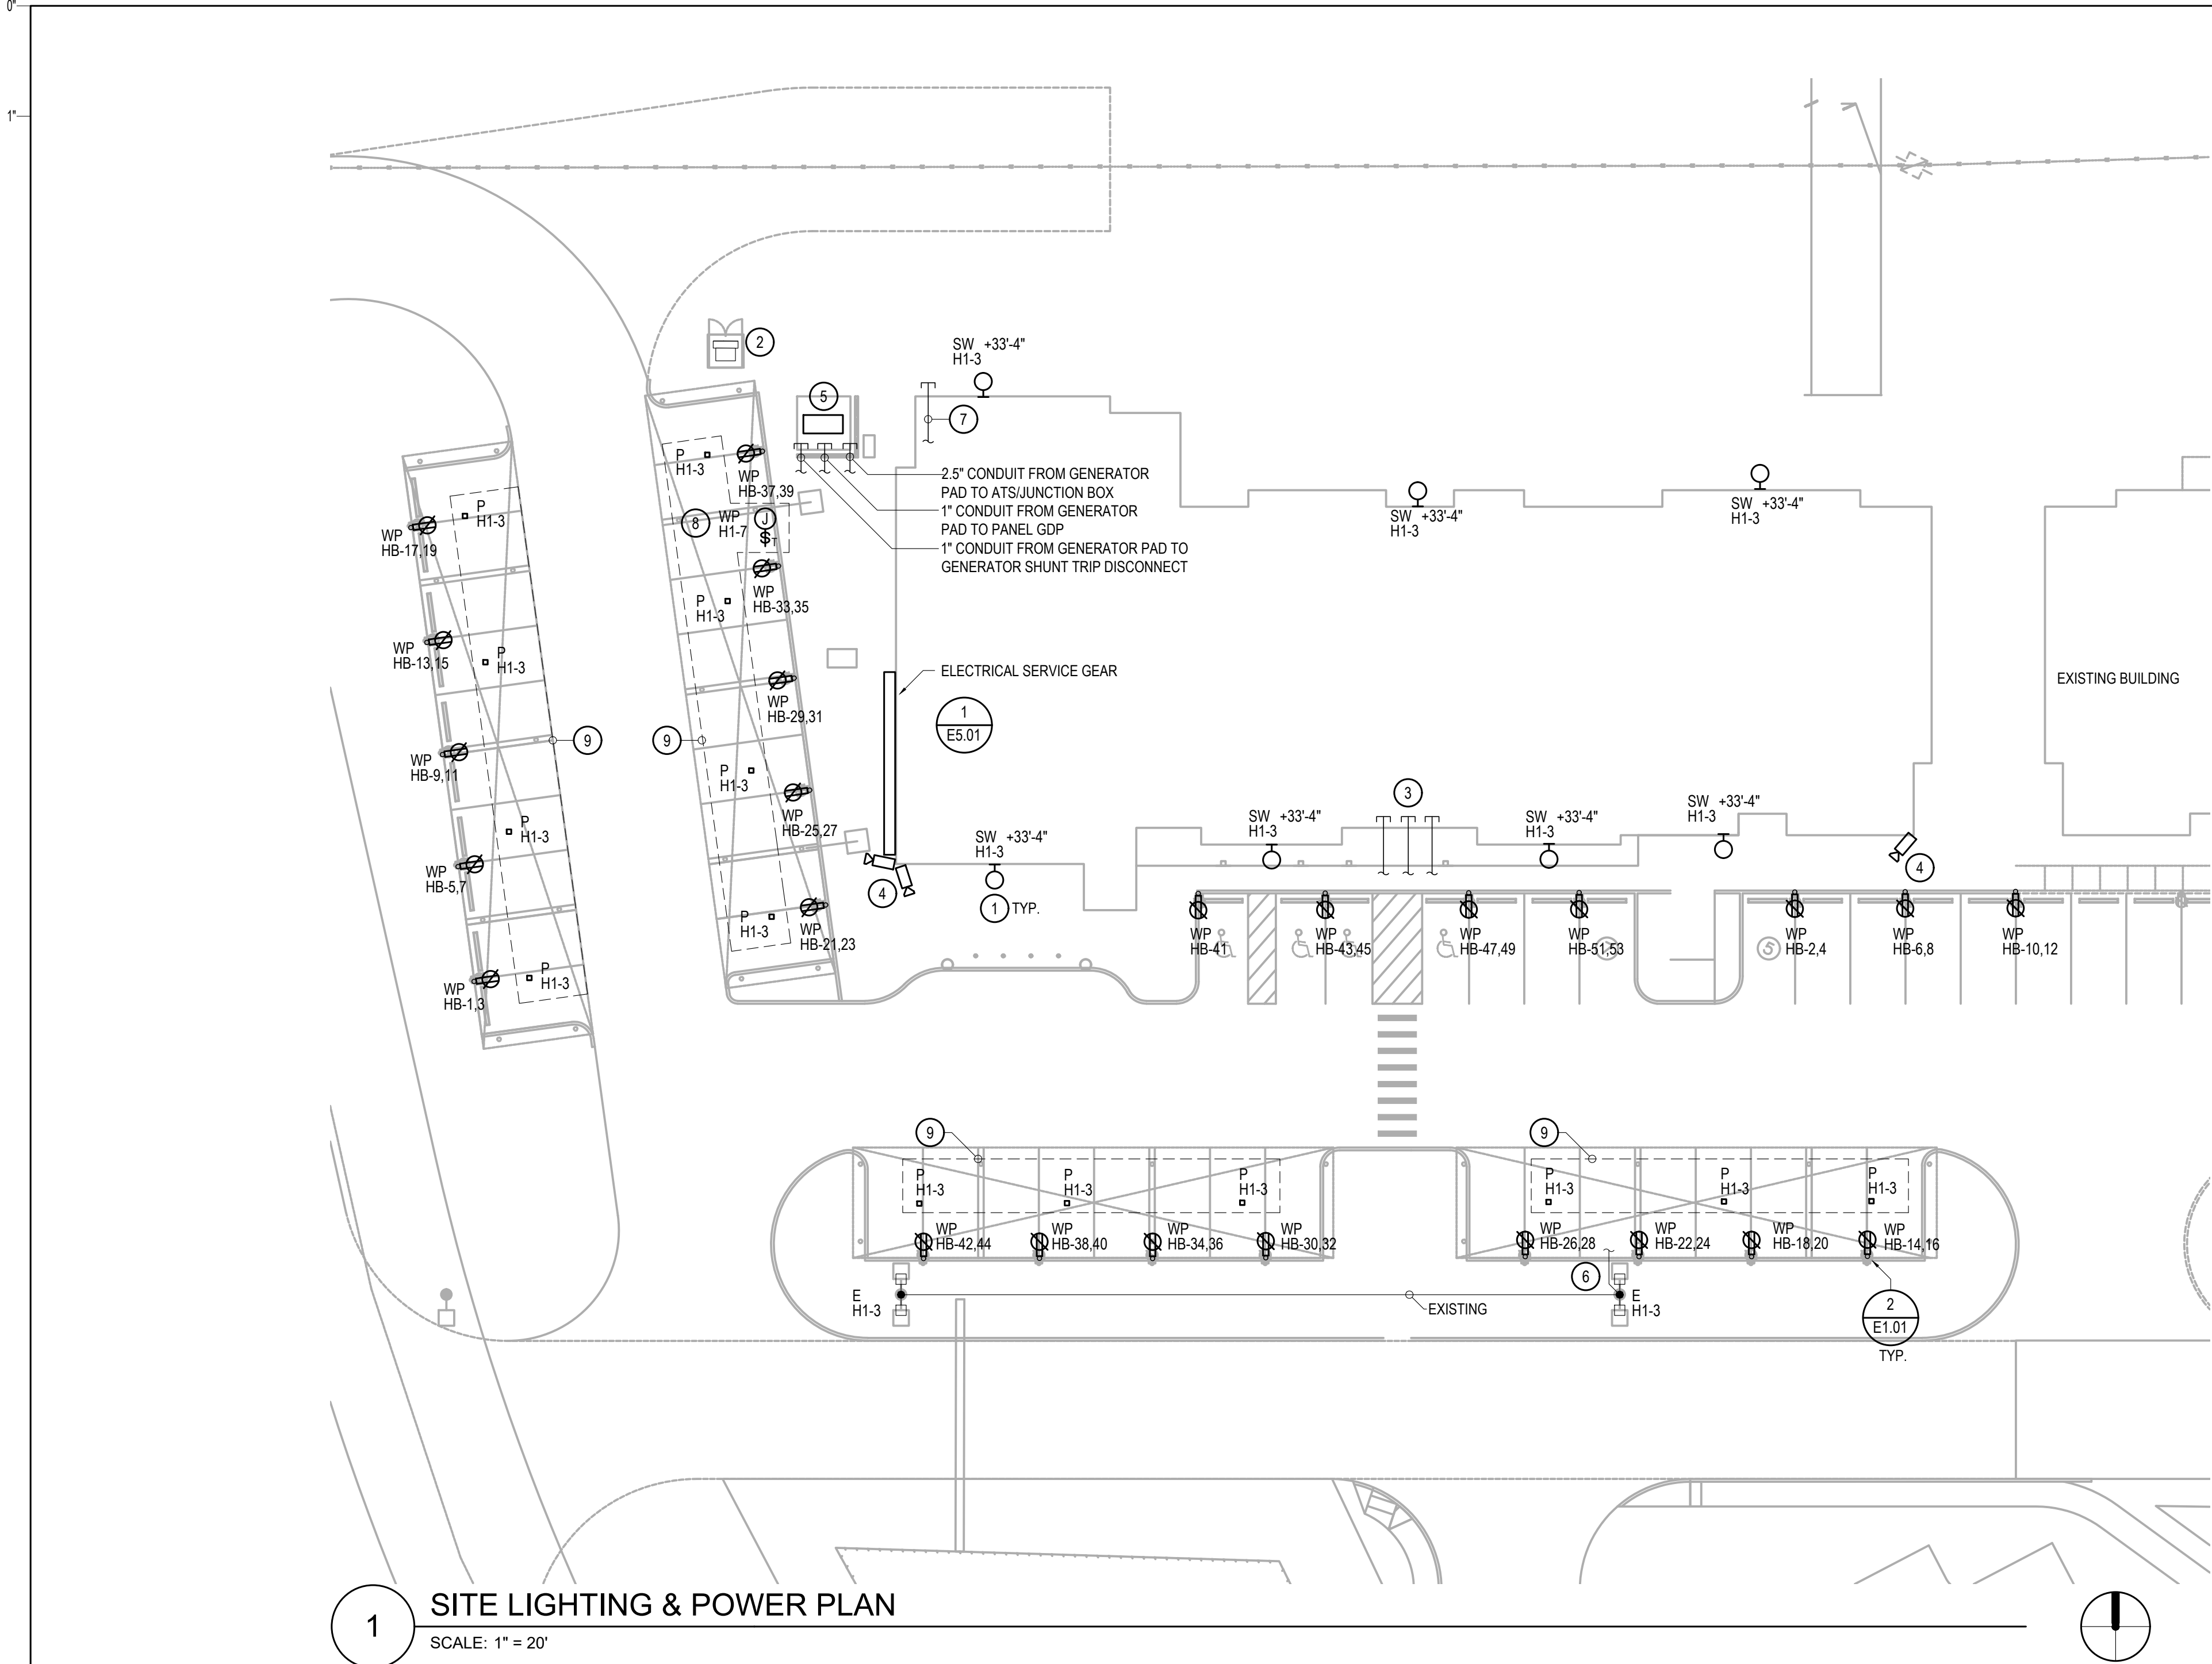 0"
1"
2
SW +33'-4"
H1-3
5
7
P
H1-3
WP
HB-37,39
2.5" CONDUIT FROM GENERATOR
PAD TO ATS/JUNCTION BOX
1" CONDUIT FROM GENERATOR
PAD TO PANEL GDP
1" CONDUIT FROM GENERATOR PAD TO
GENERATOR SHUNT TRIP DISCONNECT
SW +33'-4"
H1-3
SW +33'-4"
H1-3
P
H1-3
WP
HB-17,19
8
WP
H1-7
J
$T
P
H1-3
WP
HB-33,35
WP
HB-13,15
P
H1-3
ELECTRICAL SERVICE GEAR
EXISTING BUILDING
WP
HB-29,31
1
E5.01
9
9
WP
HB-9,11
P
H1-3
3
WP
HB-25,27
P
H1-3
SW +33'-4"
H1-3
SW +33'-4"
H1-3
SW +33'-4"
H1-3
SW +33'-4"
H1-3
WP
HB-5,7
4
4
1 TYP.
P
H1-3
WP
HB-21,23
WP
HB-41
WP
HB-43,45
WP
HB-47,49
WP
HB-51,53
5
WP
HB-2,4
WP
HB-6,8
WP
HB-10,12
P
H1-3
WP
HB-1,3
9
9
P
H1-3
P
H1-3
P
H1-3
P
H1-3
P
H1-3
P
H1-3
WP
HB-42,44
WP
HB-38,40
WP
HB-34,36
WP
HB-30,32
WP
HB-26,28
WP
HB-22,24
WP
HB-18,20
WP
HB-14,16
6
E
H1-3
EXISTING
E
H1-3
2
E1.01
TYP.
1
SITE LIGHTING & POWER PLAN
SCALE: 1" = 20'